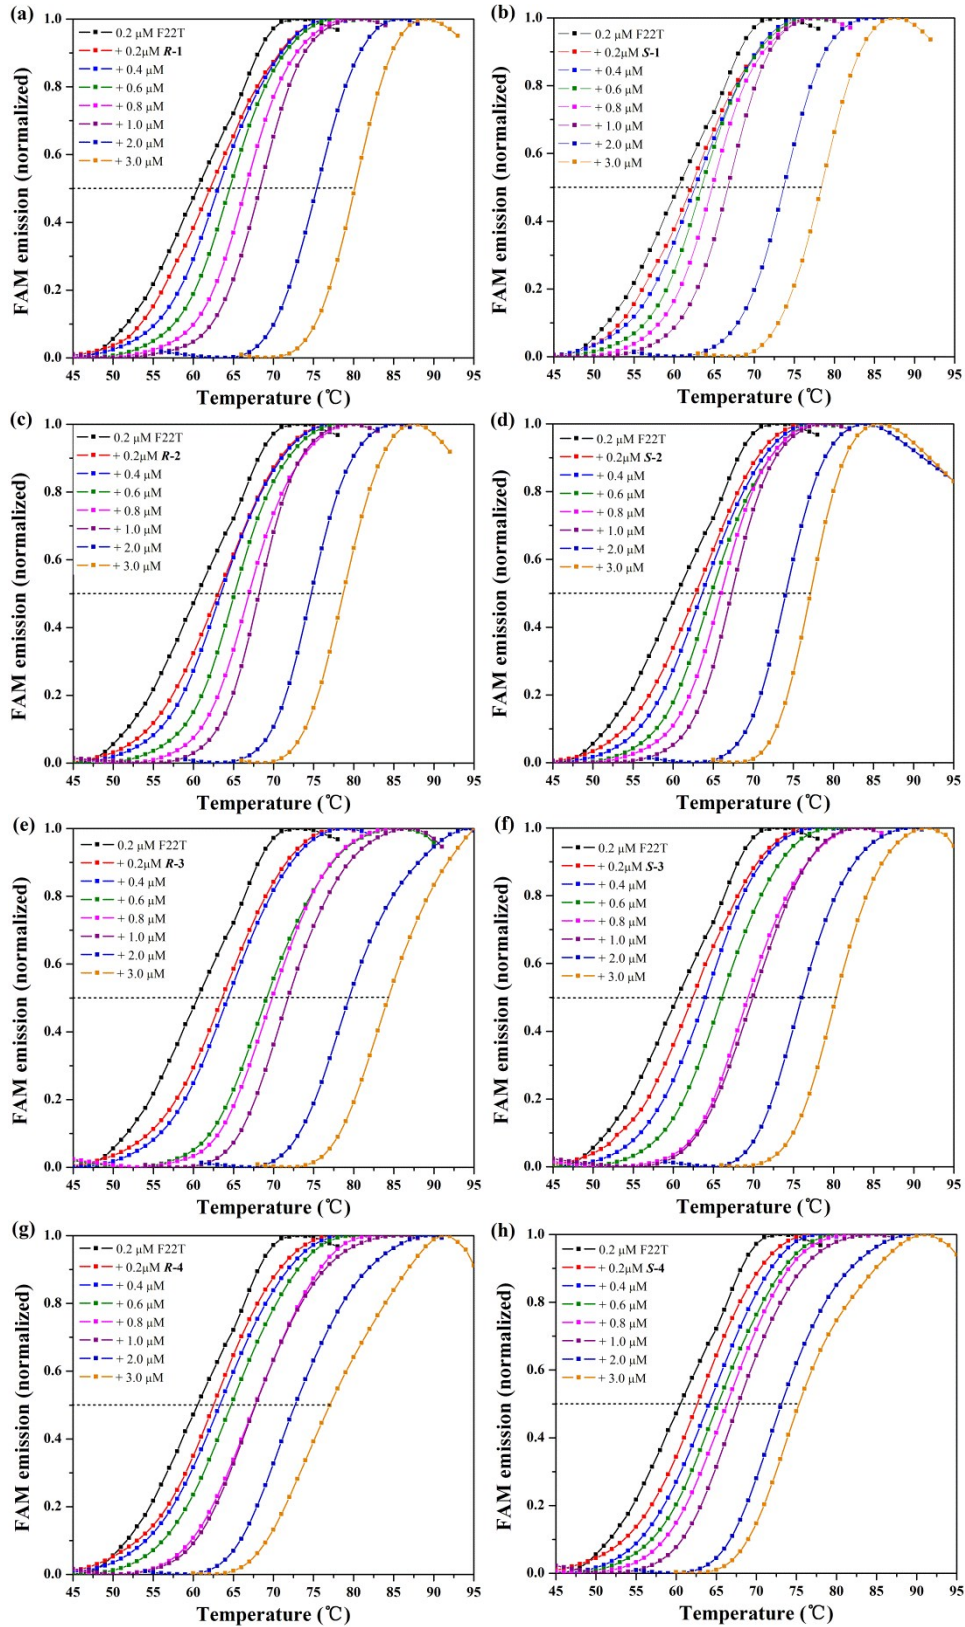 (a)
FAM emission (normalized)
1.0
0.8
0.6
0.4
0.2
0.0
0.2 μM F22T
+ 0.2μM R-1
+ 0.4 μM
+ 0.6 μM
+ 0.8 μM
+ 1.0 μM
+ 2.0 μM
+ 3.0 μM
45 50 55 60 65 70 75 80 85 90 95
Temperature (℃)
(b)
FAM emission (normalized)
1.0
0.8
0.6
0.4
0.2
0.0
0.2 μM F22T
+ 0.2μM S-1
+ 0.4 μM
+ 0.6 μM
+ 0.8 μM
+ 1.0 μM
+ 2.0 μM
+ 3.0 μM
45 50 55 60 65 70 75 80 85 90 95
Temperature (℃)
(c)
FAM emission (normalized)
1.0
0.8
0.6
0.4
0.2
0.0
0.2 μM F22T
+ 0.2μM R-2
+ 0.4 μM
+ 0.6 μM
+ 0.8 μM
+ 1.0 μM
+ 2.0 μM
+ 3.0 μM
45 50 55 60 65 70 75 80 85 90 95
Temperature (℃)
(d)
FAM emission (normalized)
1.0
0.8
0.6
0.4
0.2
0.0
0.2 μM F22T
+ 0.2μM S-2
+ 0.4 μM
+ 0.6 μM
+ 0.8 μM
+ 1.0 μM
+ 2.0 μM
+ 3.0 μM
45 50 55 60 65 70 75 80 85 90 95
Temperature (℃)
(e)
FAM emission (normalized)
1.0
0.8
0.6
0.4
0.2
0.0
0.2 μM F22T
+ 0.2μM R-3
+ 0.4 μM
+ 0.6 μM
+ 0.8 μM
+ 1.0 μM
+ 2.0 μM
+ 3.0 μM
45 50 55 60 65 70 75 80 85 90 95
Temperature (℃)
(f)
FAM emission (normalized)
1.0
0.8
0.6
0.4
0.2
0.0
0.2 μM F22T
+ 0.2μM S-3
+ 0.4 μM
+ 0.6 μM
+ 0.8 μM
+ 1.0 μM
+ 2.0 μM
+ 3.0 μM
45 50 55 60 65 70 75 80 85 90 95
Temperature (℃)
(g)
FAM emission (normalized)
1.0
0.8
0.6
0.4
0.2
0.0
0.2 μM F22T
+ 0.2μM R-4
+ 0.4 μM
+ 0.6 μM
+ 0.8 μM
+ 1.0 μM
+ 2.0 μM
+ 3.0 μM
45 50 55 60 65 70 75 80 85 90 95
Temperature (℃)
(h)
FAM emission (normalized)
1.0
0.8
0.6
0.4
0.2
0.0
0.2 μM F22T
+ 0.2μM S-4
+ 0.4 μM
+ 0.6 μM
+ 0.8 μM
+ 1.0 μM
+ 2.0 μM
+ 3.0 μM
45 50 55 60 65 70 75 80 85 90 95
Temperature (℃)